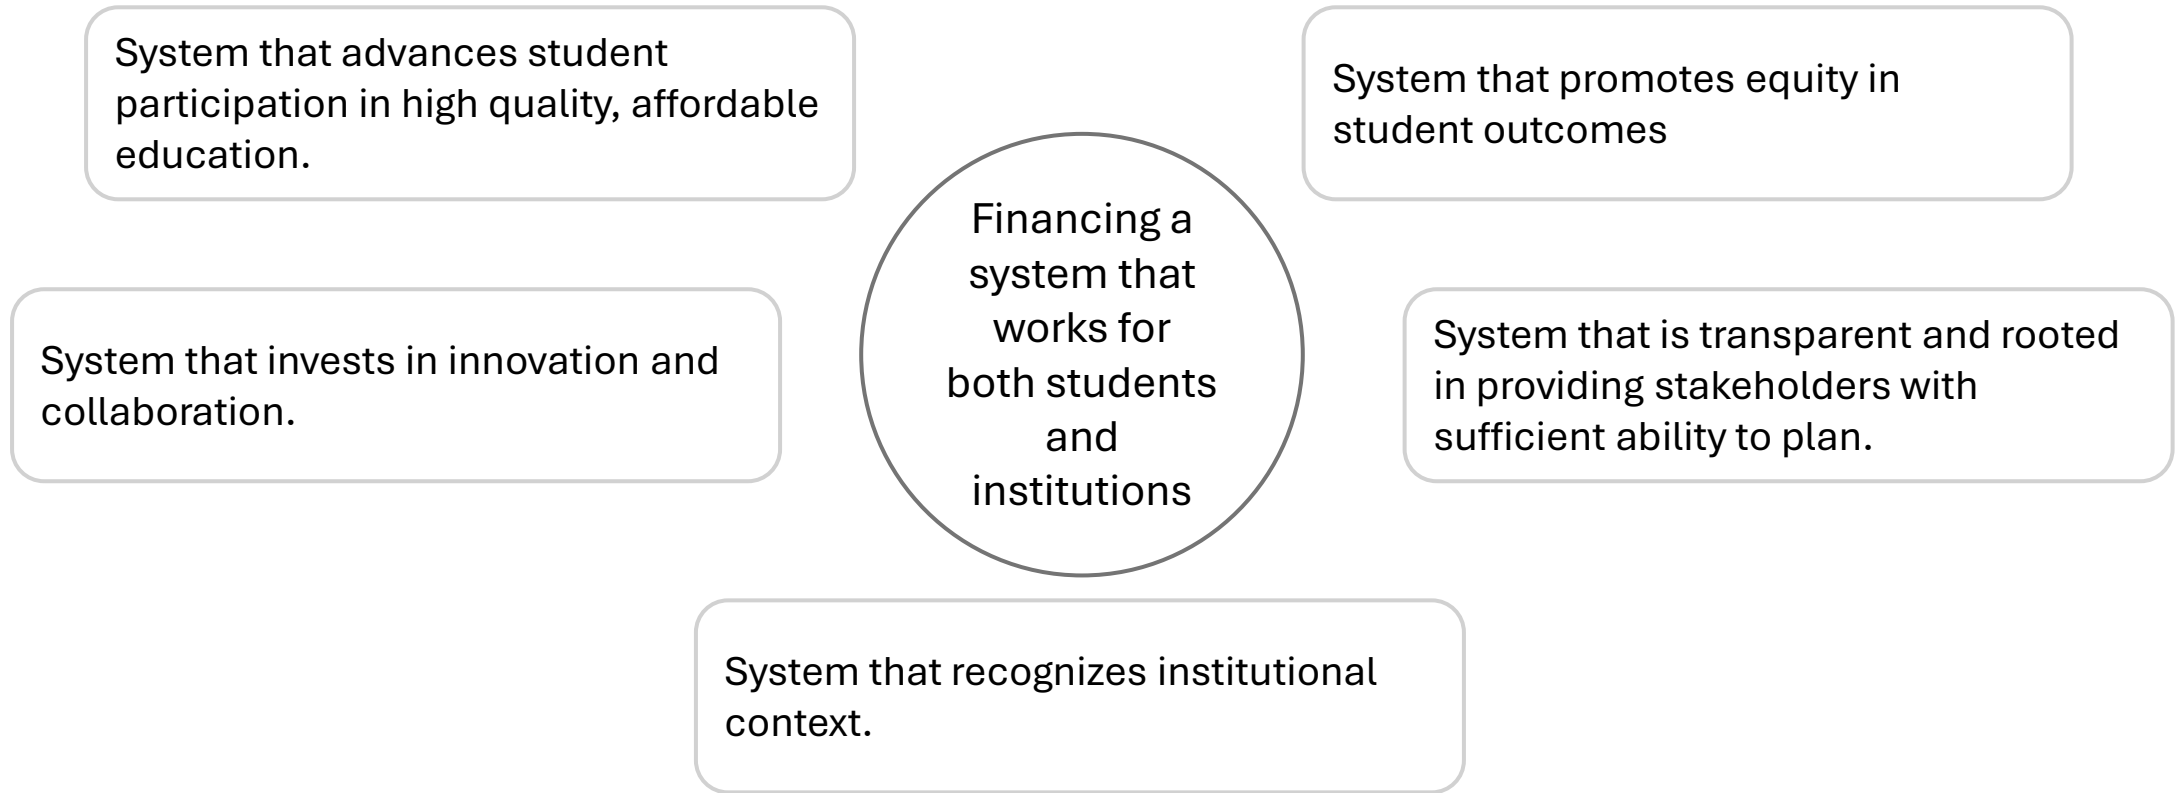 System that advances student
participation in high quality, affordable
education.
System that promotes equity in
student outcomes
Financing a
system that
works for
both students
and
institutions
System that invests in innovation and
collaboration.
System that is transparent and rooted
in providing stakeholders with
sufficient ability to plan.
System that recognizes institutional
context.